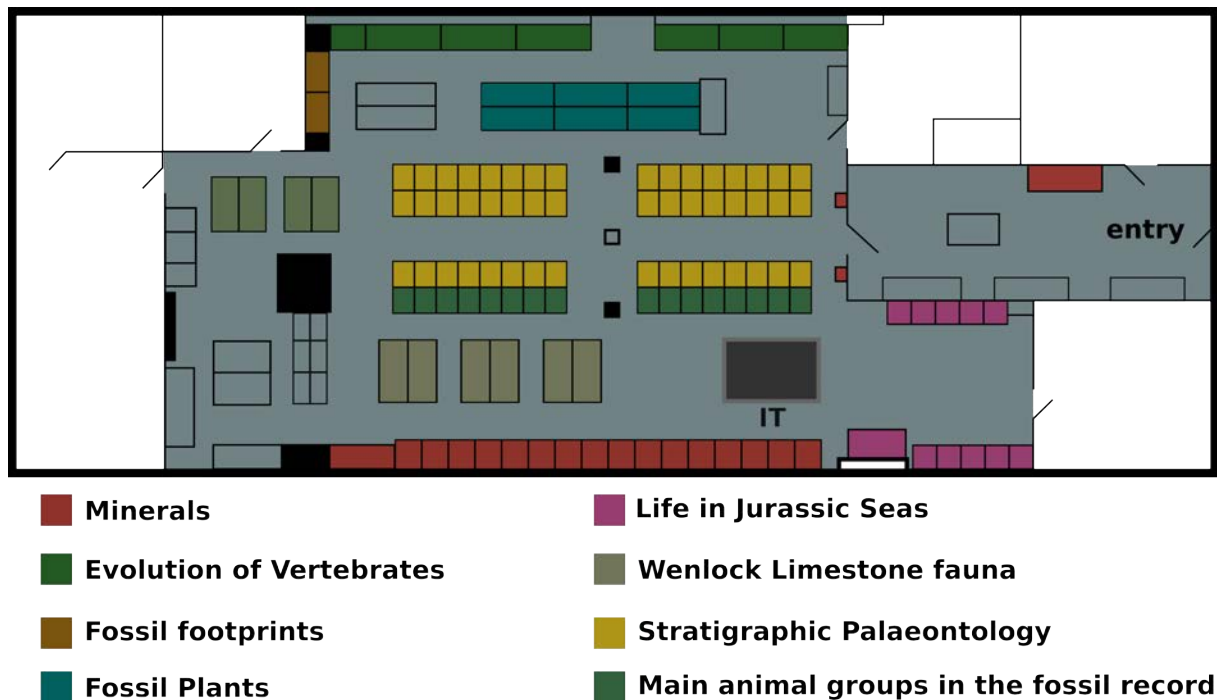 entry
IT
Minerals
Life in Jurassic Seas
Evolution of Vertebrates
Wenlock Limestone fauna
Fossil footprints
Stratigraphic Palaeontology
Fossil Plants
Main animal groups in the fossil record